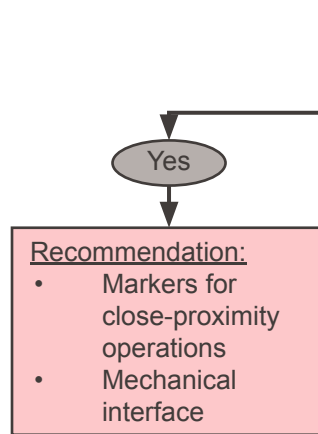 Yes
Recommendation:
• Markers for
close-proximity
operations
• Mechanical
interface